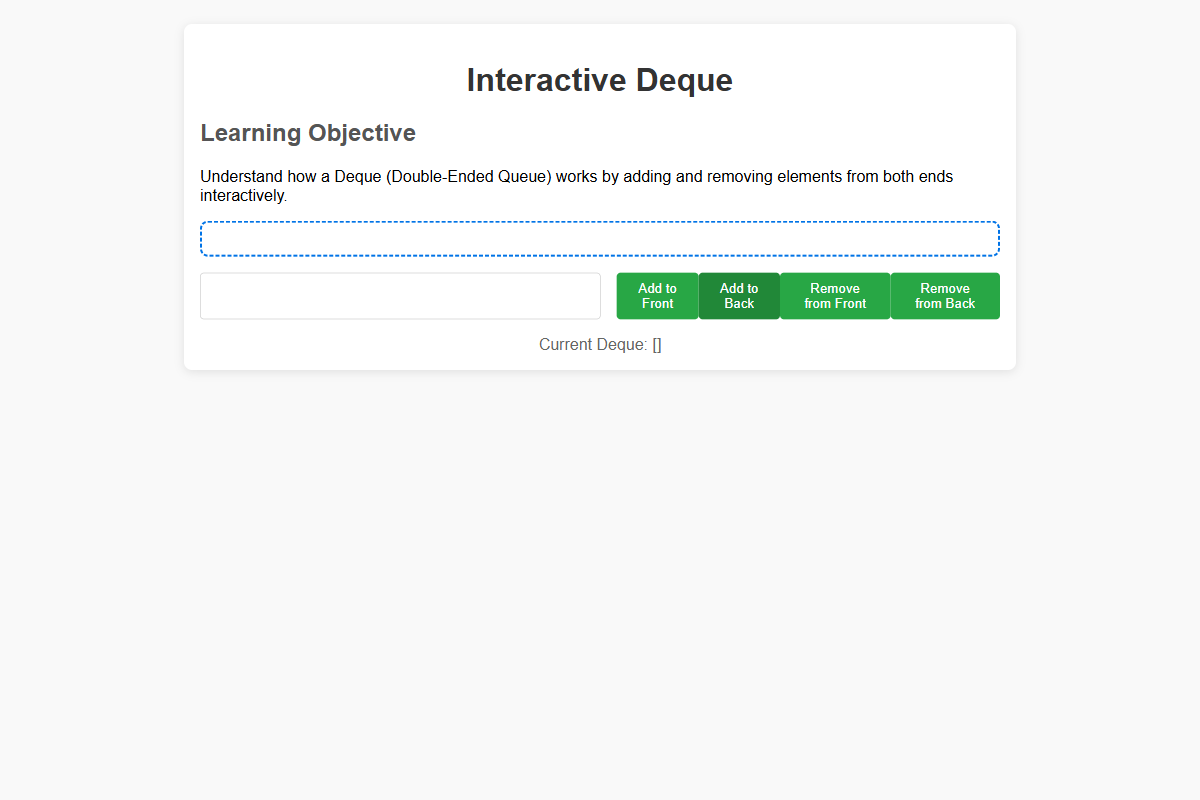 Interactive Deque
Learning Objective
Understand how a Deque (Double-Ended Queue) works by adding and removing elements from both ends
interactively.
Add to
Front
Add to
Back
Remove
from Front
Remove
from Back
Current Deque: []